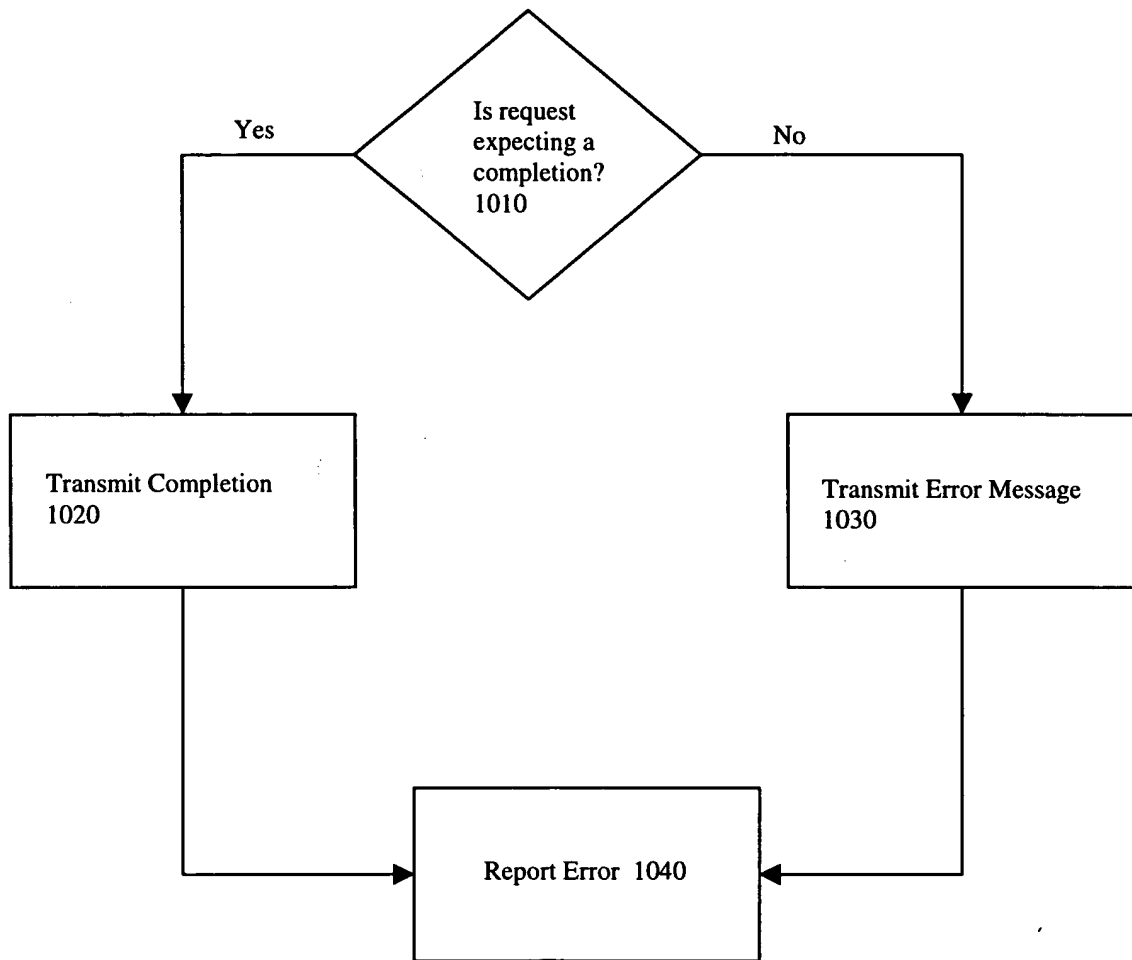 Is request
expecting a
completion?
1010
Yes
No
Transmit Completion
1020
Transmit Error Message
1030
Report Error 1040